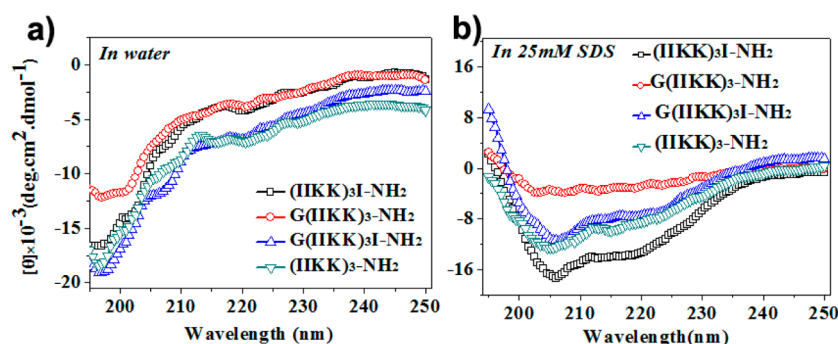 a)
In water
0
−5
−10
−15
−20
[θ]×10⁻³(deg.cm².dmol⁻¹)
(IIKK)₃I-NH₂
G(IIKK)₃-NH₂
G(IIKK)₃I-NH₂
(IIKK)₃-NH₂
200 210 220 230 240 250
Wavelength (nm)
b)
In 25mM SDS
16
8
0
−8
−16
(IIKK)₃I-NH₂
G(IIKK)₃-NH₂
G(IIKK)₃I-NH₂
(IIKK)₃-NH₂
200 210 220 230 240 250
Wavelength(nm)